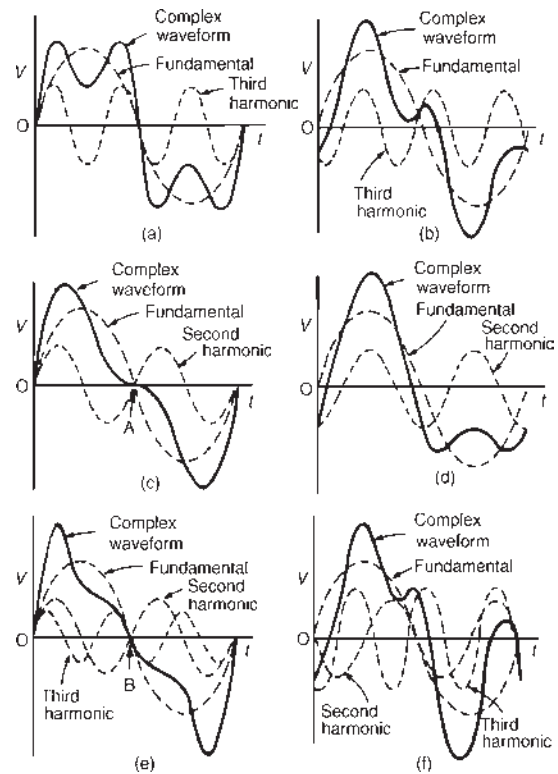 Complex
waveform
Fundamental
Third
harmonic
V
O
t
(a)
Complex
waveform
Fundamental
V
O
t
Third
harmonic
(b)
Complex
waveform
Fundamental
Second
harmonic
V
O
t
A
(c)
Complex
waveform
Fundamental
Second
harmonic
V
O
t
(d)
Complex
waveform
Fundamental
Second
harmonic
V
O
t
Third
harmonic
B
(e)
Complex
waveform
Fundamental
V
O
t
Second
harmonic
Third
harmonic
(f)